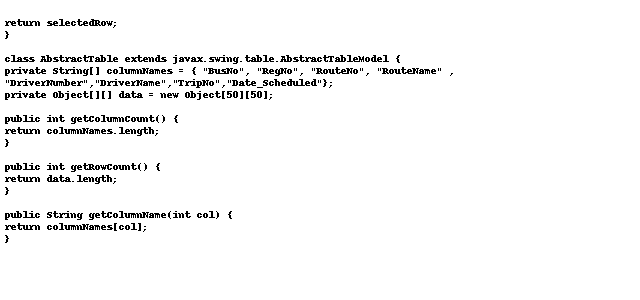 return selectedRow;
}
class AbstractTable extends javax.swing.table.AbstractTableModel {
private String[] columnNames = { "BusNo", "RegNo", "RouteNo", "RouteName" ,
"DriverNumber","DriverName","TripNo","Date_Scheduled"};
private Object[][] data = new Object[50][50];
public int getColumnCount() {
return columnNames.length;
}
public int getRowCount() {
return data.length;
}
public String getColumnName(int col) {
return columnNames[col];
}